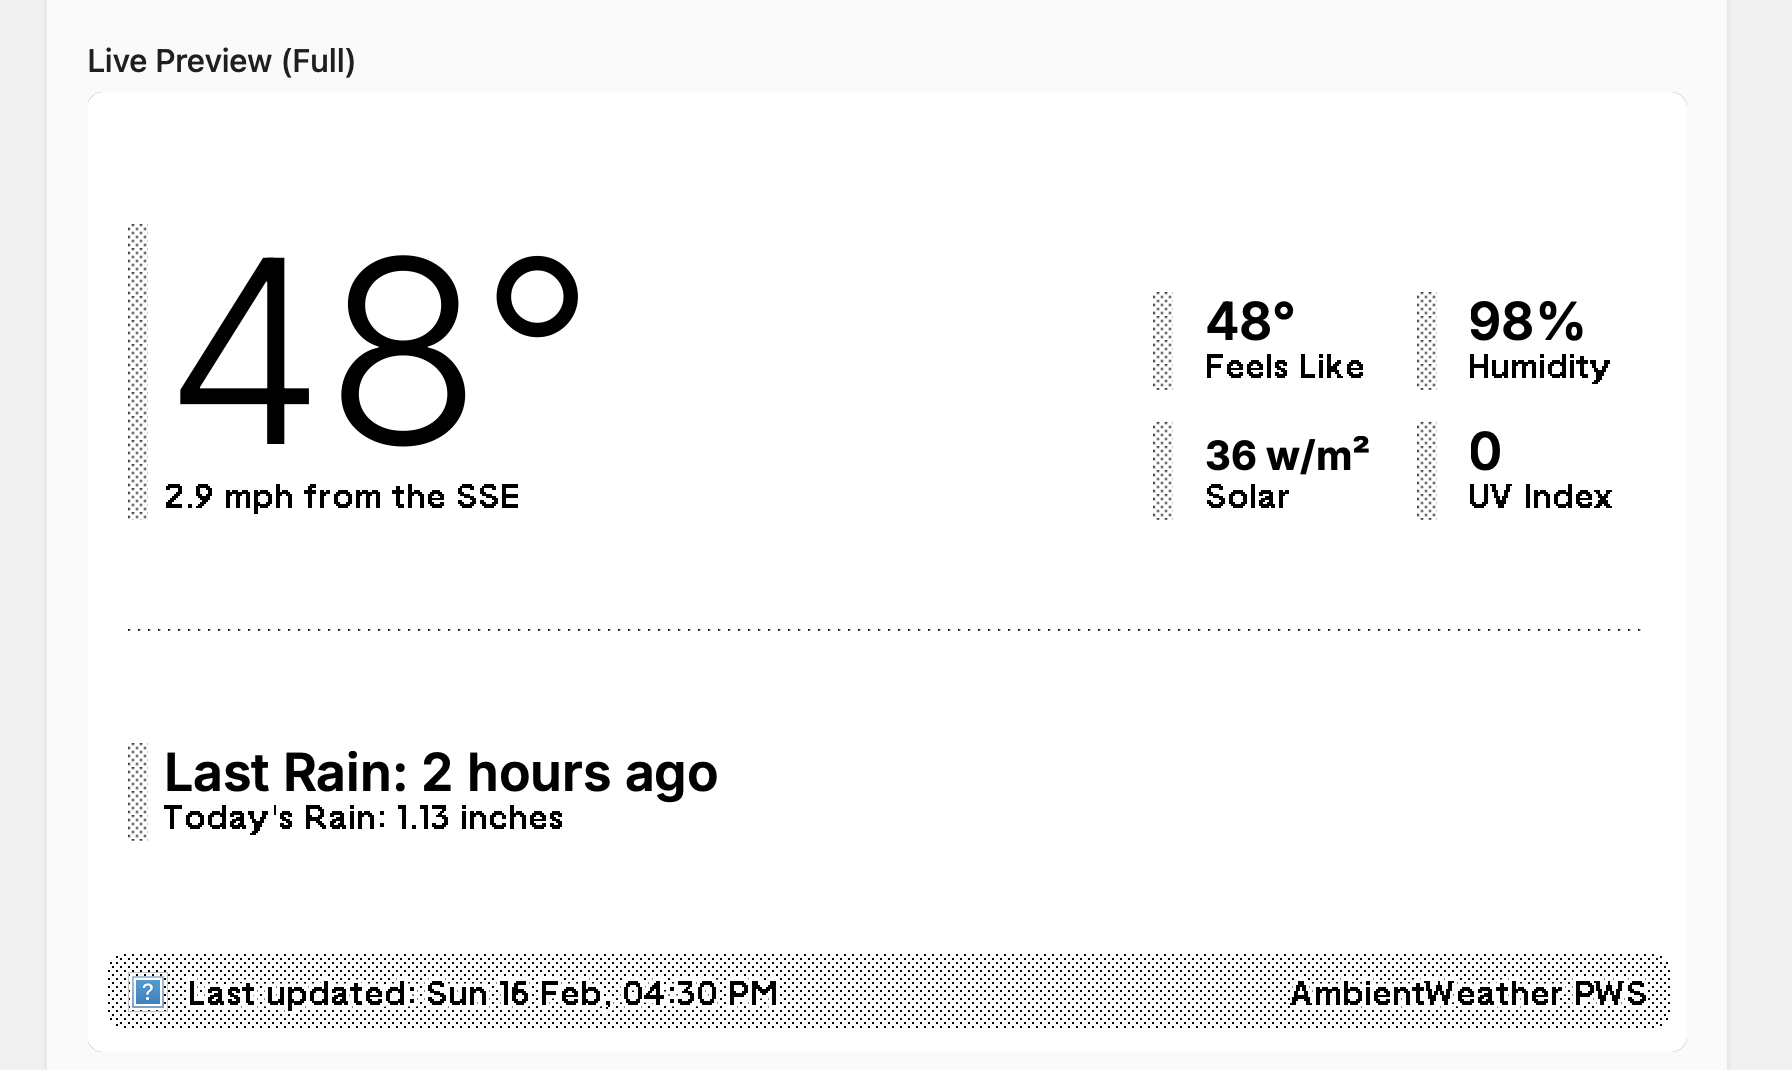 Live Preview (Full)
48°
2.9 mph from the SSE
48°
Feels Like
98%
Humidity
36 w/m²
Solar
0
UV Index
Last Rain: 2 hours ago
Today's Rain: 1.13 inches
? Last updated: Sun 16 Feb, 04:30 PM
AmbientWeather PWS